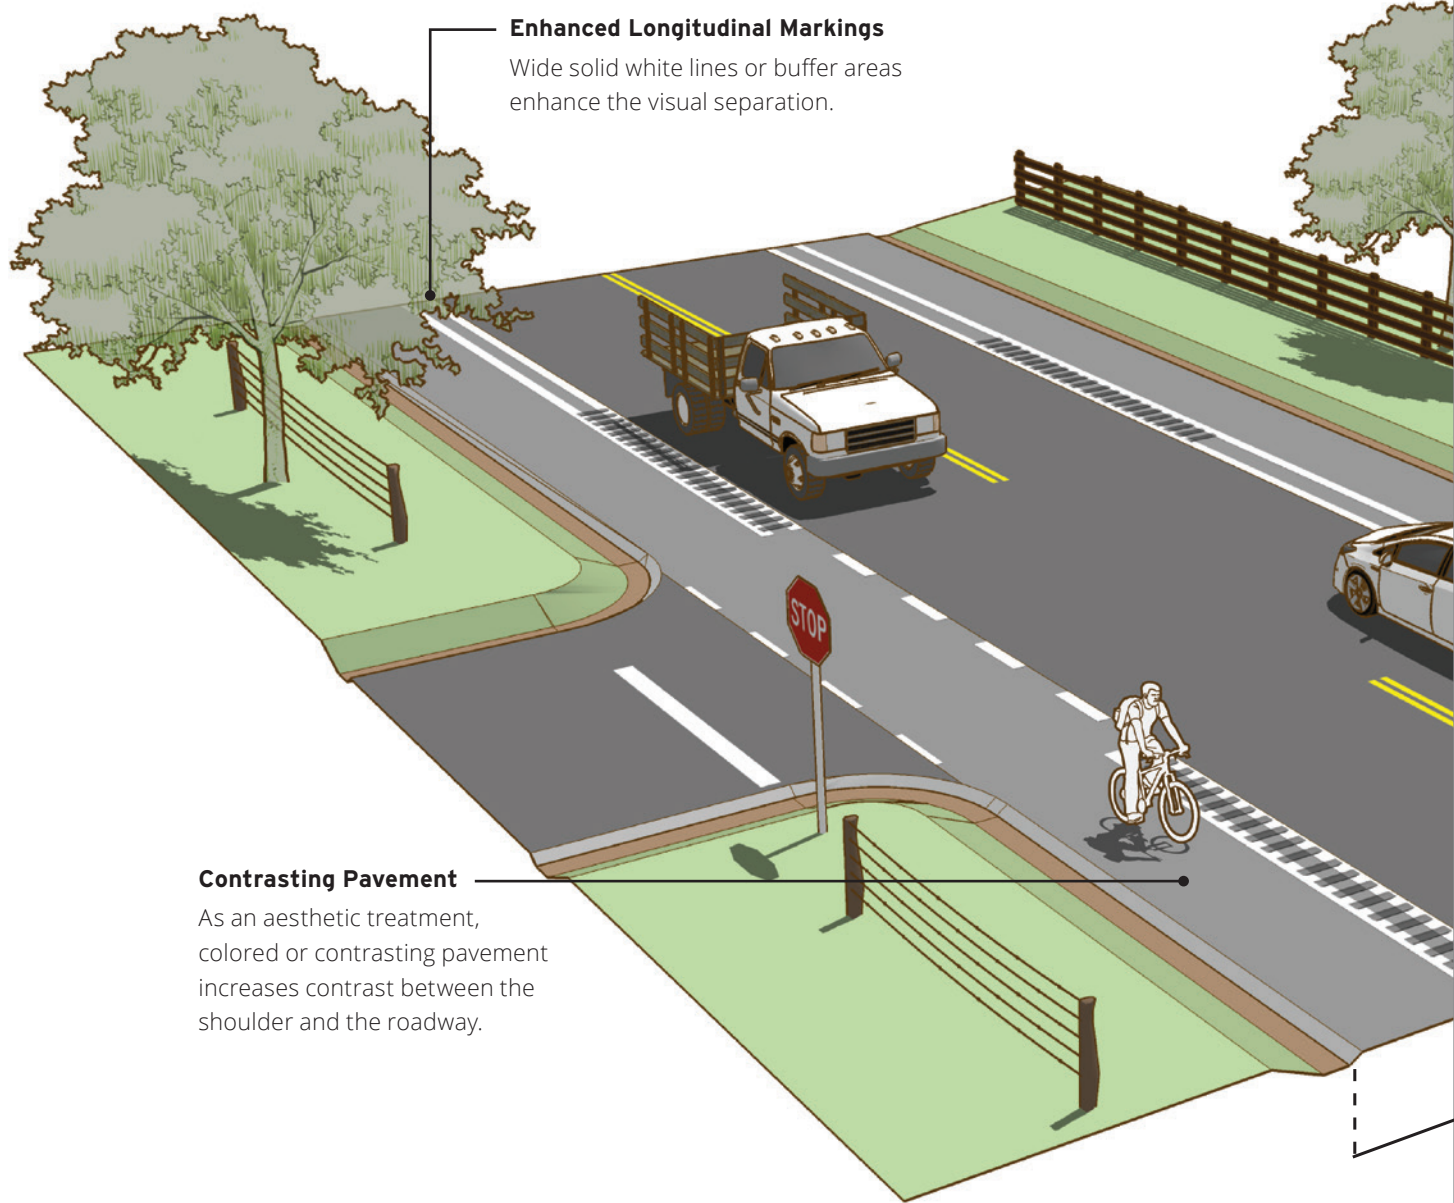 Enhanced Longitudinal Markings
Wide solid white lines or buffer areas
enhance the visual separation.
STOP
Contrasting Pavement
As an aesthetic treatment,
colored or contrasting pavement
increases contrast between the
shoulder and the roadway.